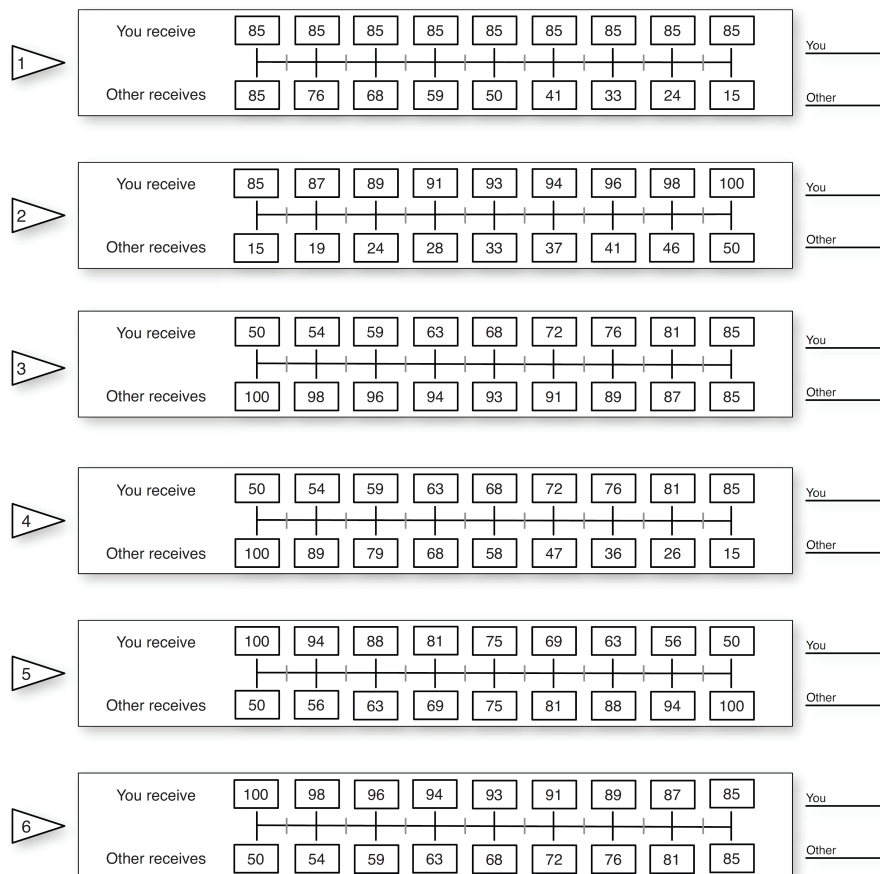 1
You receive 85 85 85 85 85 85 85 85 85
Other receives 85 76 68 59 50 41 33 24 15
You
Other
2
You receive 85 87 89 91 93 94 96 98 100
Other receives 15 19 24 28 33 37 41 46 50
You
Other
3
You receive 50 54 59 63 68 72 76 81 85
Other receives 100 98 96 94 93 91 89 87 85
You
Other
4
You receive 50 54 59 63 68 72 76 81 85
Other receives 100 89 79 68 58 47 36 26 15
You
Other
5
You receive 100 94 88 81 75 69 63 56 50
Other receives 50 56 63 69 75 81 88 94 100
You
Other
6
You receive 100 98 96 94 93 91 89 87 85
Other receives 50 54 59 63 68 72 76 81 85
You
Other